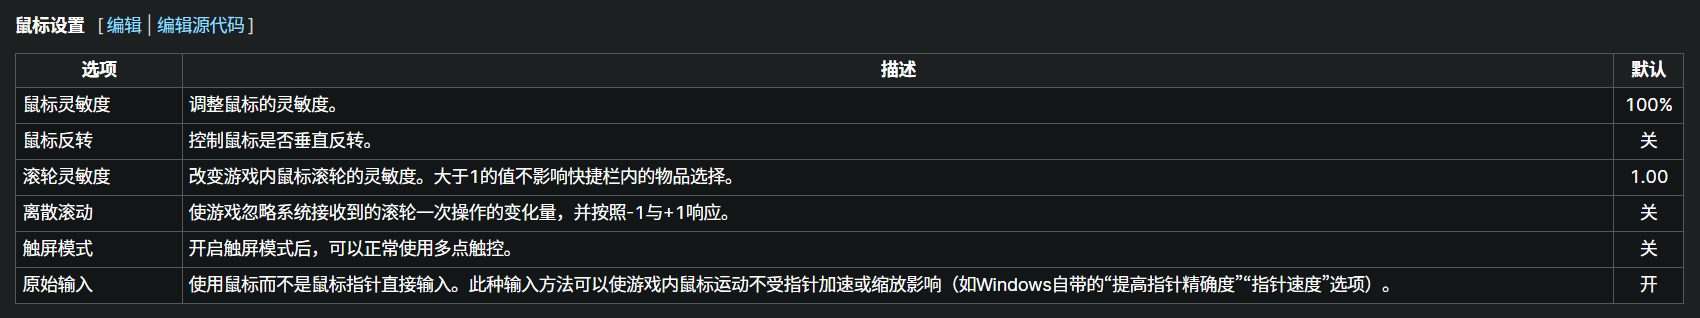 鼠标设置 [编辑 | 编辑源代码]
选项 描述 默认
鼠标灵敏度 调整鼠标的灵敏度。 100%
鼠标反转 控制鼠标是否垂直反转。 关
滚轮灵敏度 改变游戏内鼠标滚轮的灵敏度。大于1的值不影响快捷栏内的物品选择。 1.00
离散滚动 使游戏忽略系统接收到的滚轮一次操作的变化量，并按照-1与+1响应。 关
触屏模式 开启触屏模式后，可以正常使用多点触控。 关
原始输入 使用鼠标而不是鼠标指针直接输入。此种输入方法可以使游戏内鼠标运动不受指针加速或缩放影响（如Windows自带的“提高指针精确度”“指针速度”选项）。 开